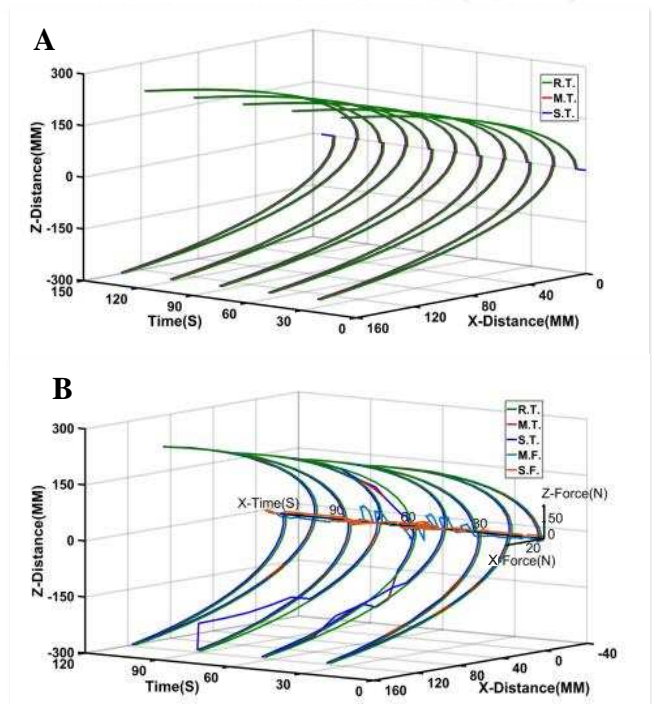 A
300
150
0
-150
-300
Z-Distance(MM)
150
120
90
60
30
0
Time(S)
160
120
80
40
0
X-Distance(MM)
R.T.
M.T.
S.T.
B
300
150
0
-150
-300
Z-Distance(MM)
120
90
60
30
0
Time(S)
160
120
80
40
0
-40
X-Distance(MM)
R.T.
M.T.
S.T.
M.F.
S.F.
X-Time(S)
90
60
30
Z-Force(N)
50
0
20
X-Force(N)